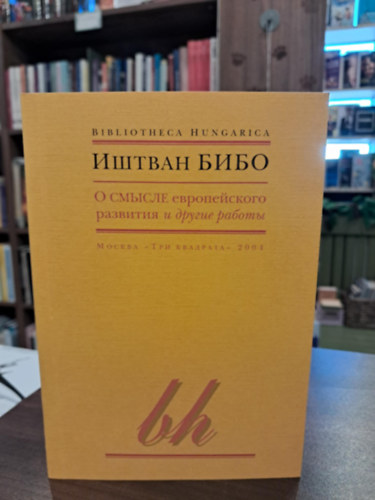 BIBLIOTHECA HUNGARICA
ИШТВАН БИБО
О СМЫСЛЕ европейского
развития и другие работы
МОСКВА «ТРИ КВАДРАТА» 2004
bh